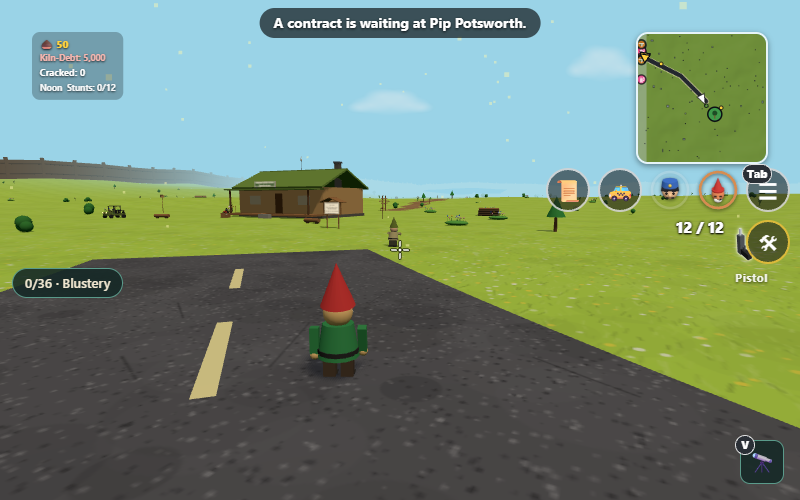 A contract is waiting at Pip Potsworth.
50
Kiln-Debt: 5,000
Cracked: 0
Noon Stunts: 0/12
Tab
12 / 12
Pistol
0/36 · Blustery
V